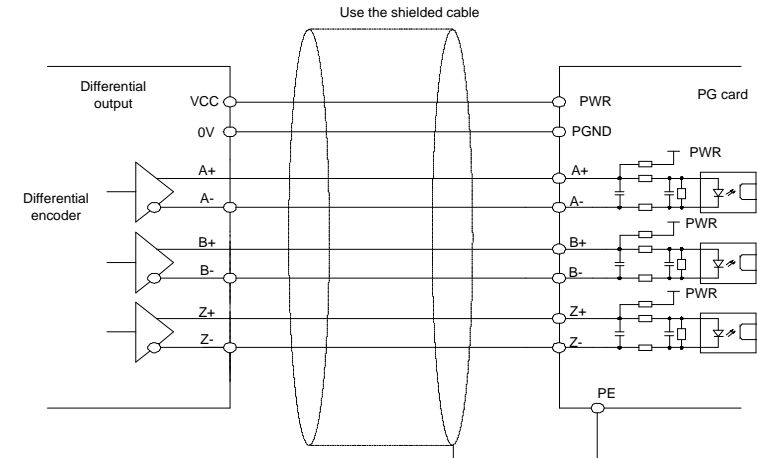 Use the shielded cable
Differential
output
VCC
PWR
PG card
0V
PGND
PWR
A+
A+
Differential
encoder
A-
A-
PWR
B+
B+
B-
B-
PWR
Z+
Z+
Z-
Z-
PE